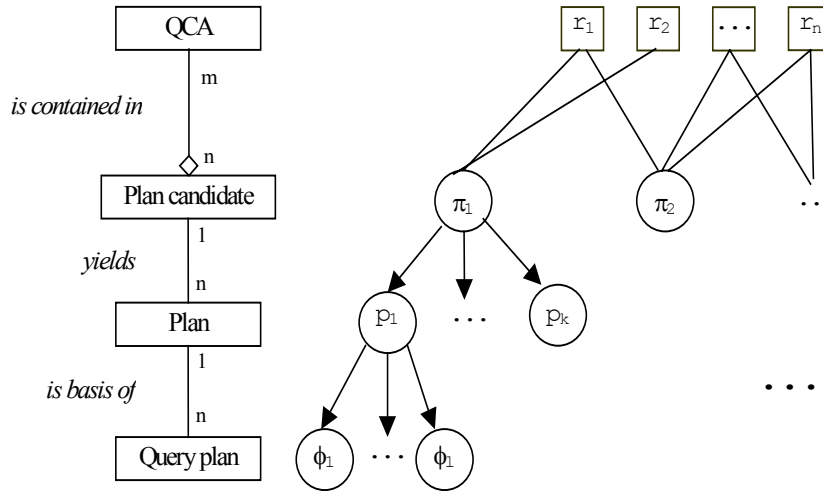 QCA
r1 r2 ... rn
m
is contained in
n
Plan candidate
π1 π2 ..
1
yields
n
Plan
p1 ... pk
1
is basis of
...
n
Query plan
ϕ1 ... ϕ1